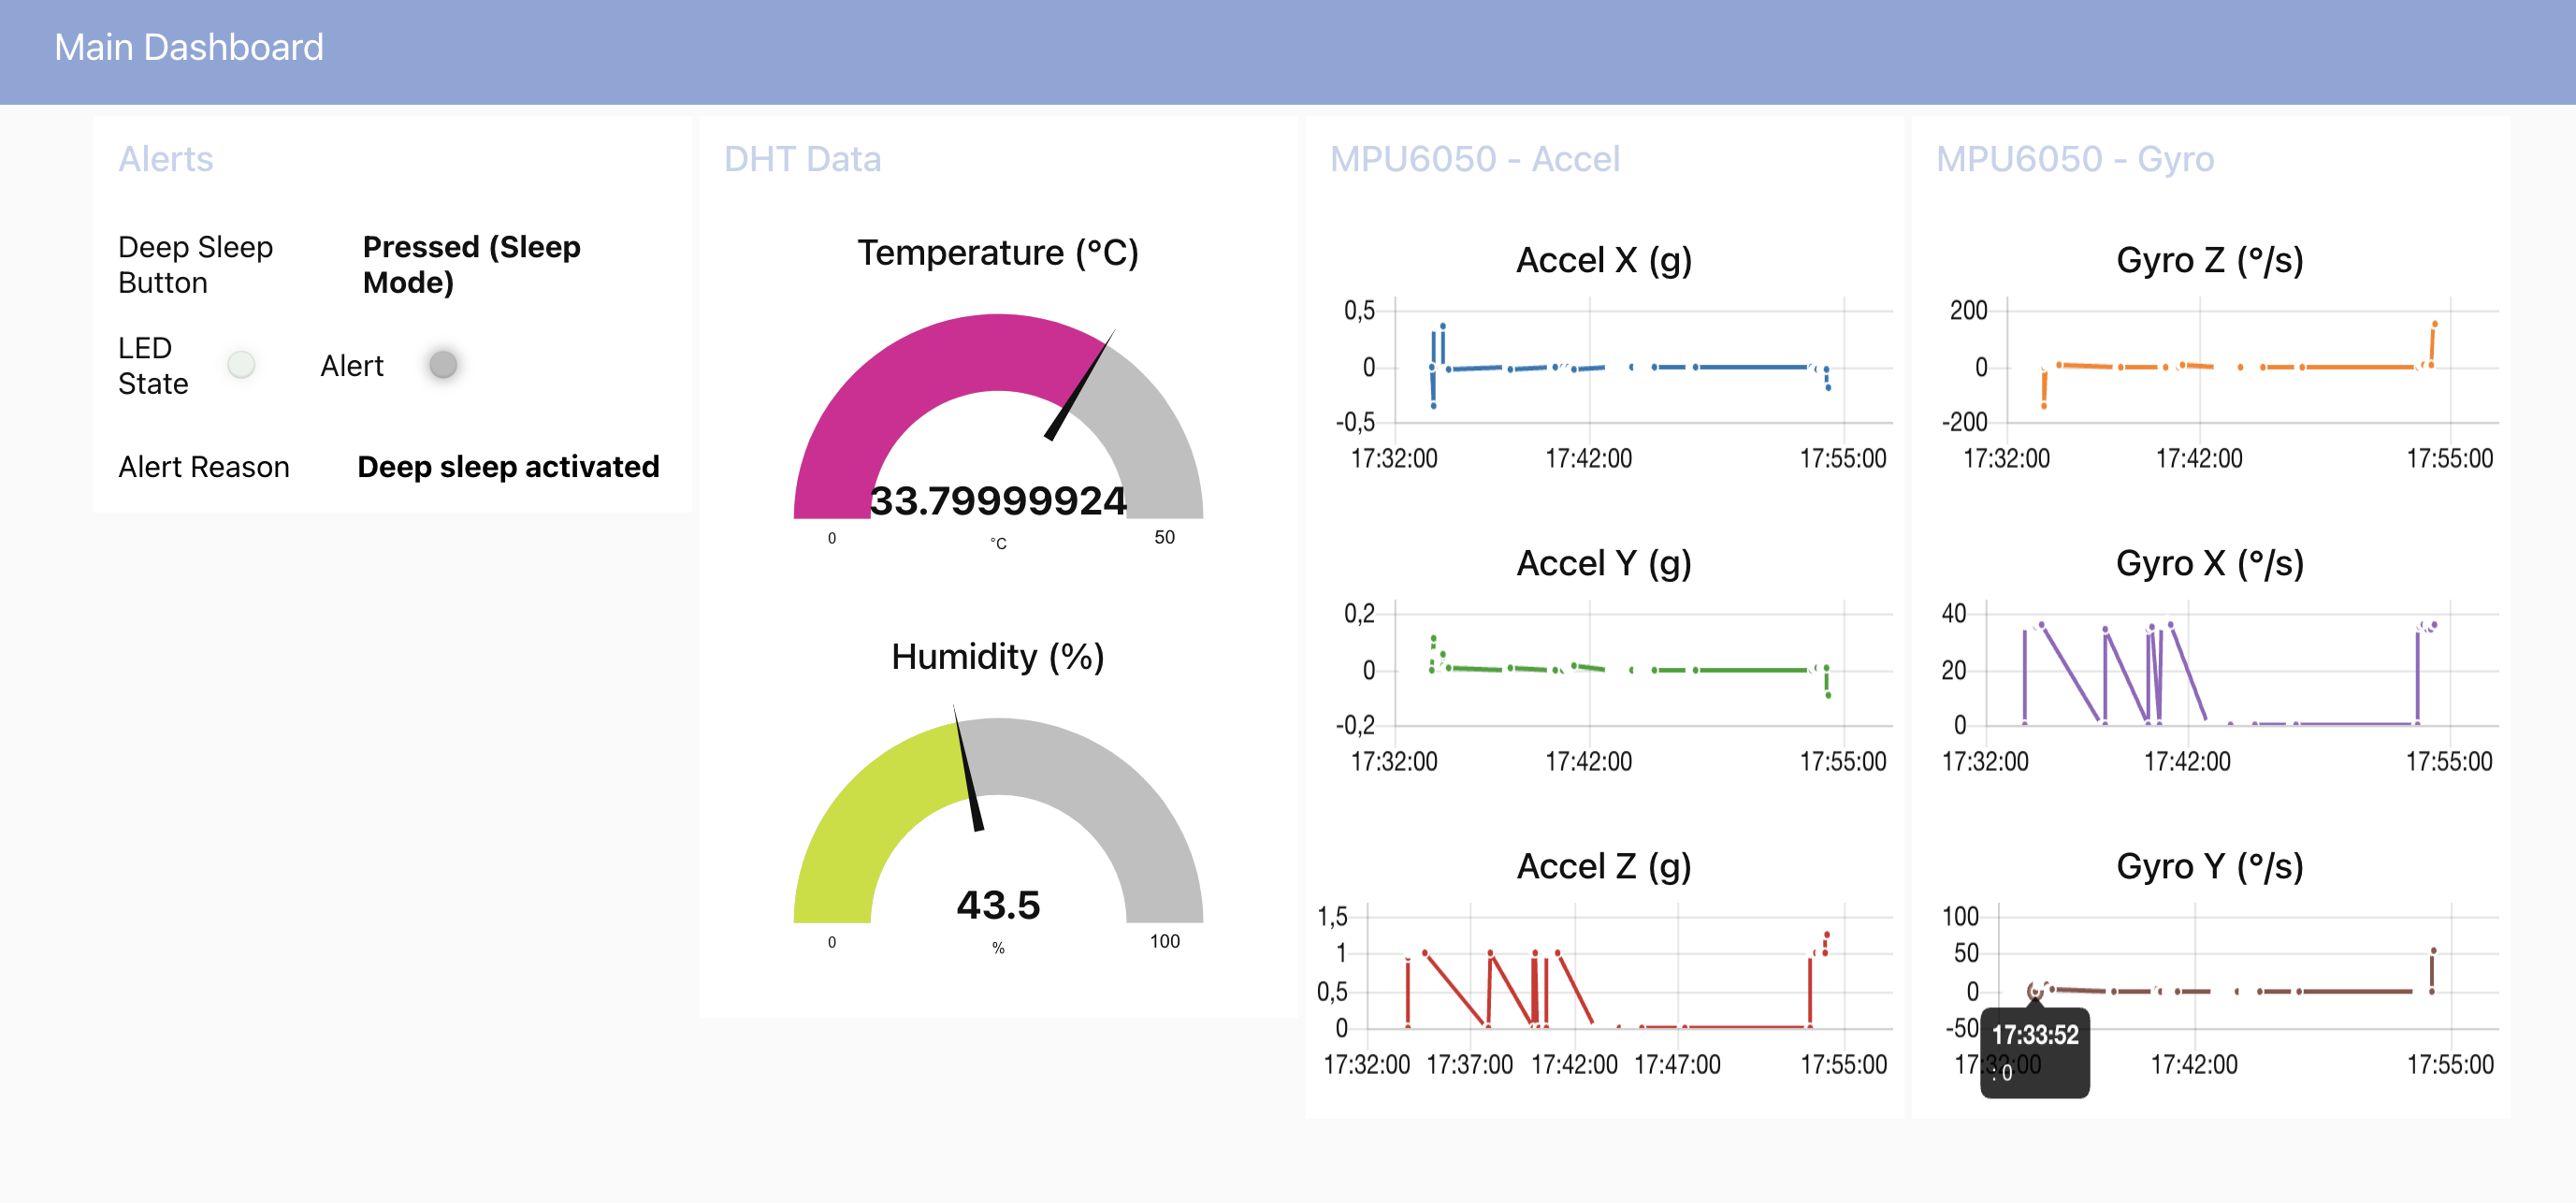 Main Dashboard
Alerts
Deep Sleep
Button
Pressed (Sleep
Mode)
LED
State
Alert
Alert Reason
Deep sleep activated
DHT Data
Temperature (°C)
33.79999924
0
°C
50
Humidity (%)
43.5
0
%
100
MPU6050 - Accel
Accel X (g)
0,5
0
-0,5
17:32:00 17:42:00 17:55:00
Accel Y (g)
0,2
0
-0,2
17:32:00 17:42:00 17:55:00
Accel Z (g)
1,5
1
0,5
0
17:32:00 17:37:00 17:42:00 17:47:00 17:55:00
MPU6050 - Gyro
Gyro Z (°/s)
200
0
-200
17:32:00 17:42:00 17:55:00
Gyro X (°/s)
40
20
0
17:32:00 17:42:00 17:55:00
Gyro Y (°/s)
100
50
0
-50
17:33:52
: 0
17:32:00 17:42:00 17:55:00